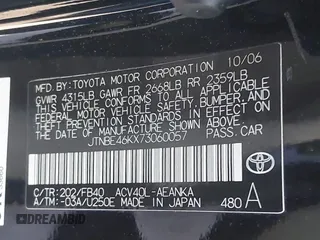 MFD.BY:TOYOTA MOTOR CORPORATION 10/06
GVWR 4315LB GAWR FR 2668LB RR 2359LB
THIS VEHICLE CONFORMS TO ALL APPLICABLE
FEDERAL MOTOR VEHICLE SAFETY, BUMPER, AND
THEFT PREVENTION STANDARDS IN EFFECT ON
THE DATE OF MANUFACTURE SHOWN ABOVE.
JTNBE46KX73060057
PASS. CAR
TOYOTA
C/TR:202/FB40 ACV40L-AEANKA
A/TM:-03A/U250E MADE IN JAPAN 480 A
AUTOBIDMASTER